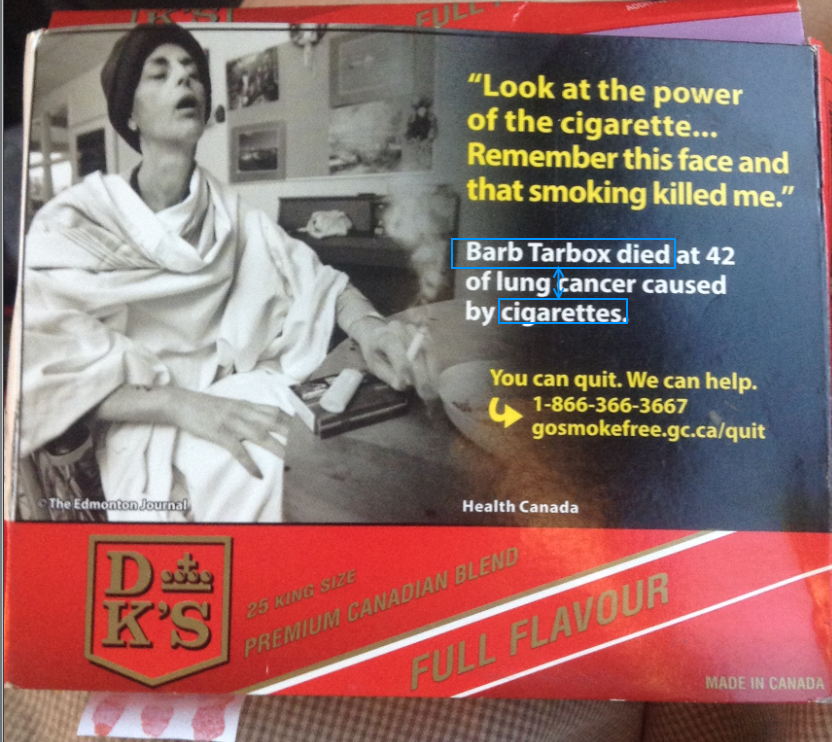 FULL
"Look at the power
of the cigarette...
Remember this face and
that smoking killed me."
Barb Tarbox died at 42
of lung cancer caused
by cigarettes.
You can quit. We can help.
1-866-366-3667
gosmokefree.gc.ca/quit
© The Edmonton Journal
Health Canada
DK'S
25 KING SIZE
PREMIUM CANADIAN BLEND
FULL FLAVOUR
MADE IN CANADA